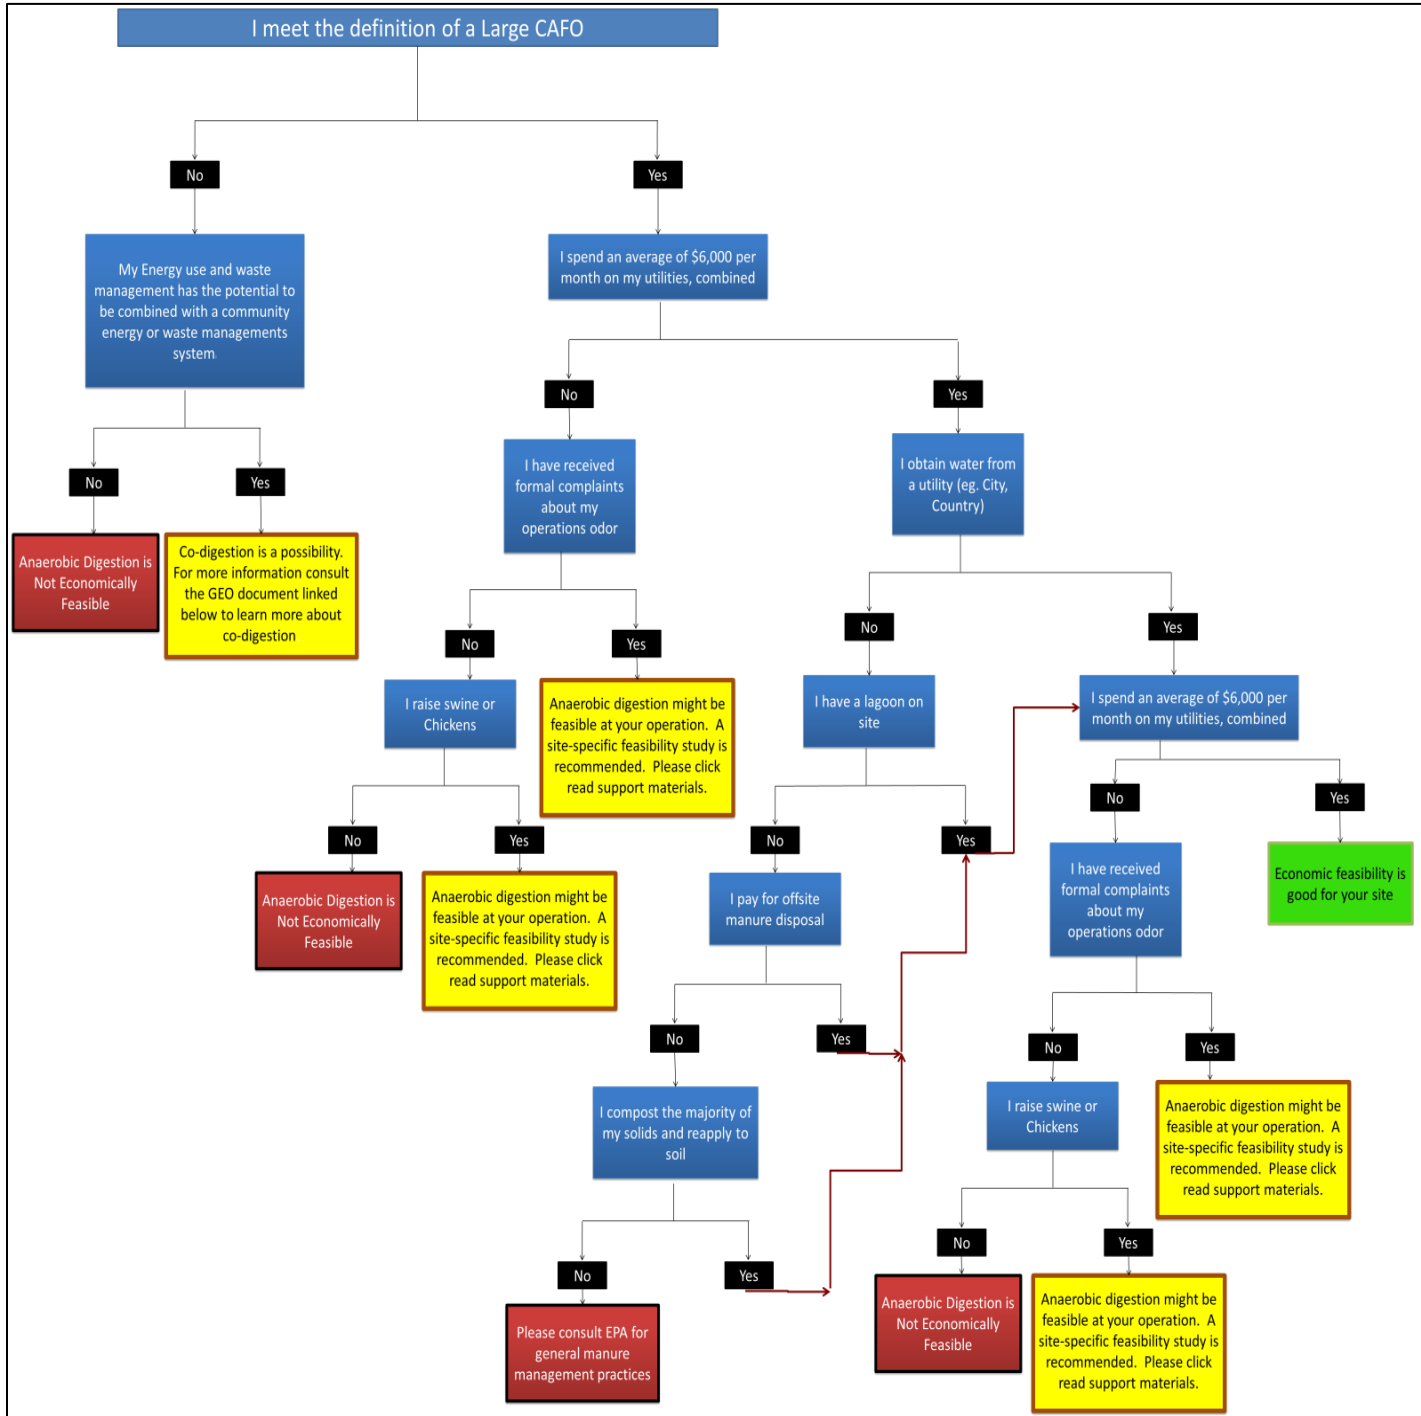 I meet the definition of a Large CAFO
No
Yes
My Energy use and waste
management has the potential to
be combined with a community
energy or waste managements
system.
I spend an average of $6,000 per
month on my utilities, combined
No
Yes
No
Yes
I have received
formal complaints
about my
operations odor
I obtain water from
a utility (eg. City,
Country)
Anaerobic Digestion is
Not Economically
Feasible
Co-digestion is a possibility.
For more information consult
the GEO document linked
below to learn more about
co-digestion
No
Yes
No
Yes
I raise swine or
Chickens
Anaerobic digestion might be
feasible at your operation. A
site-specific feasibility study is
recommended. Please click
read support materials.
I have a lagoon on
site
I spend an average of $6,000 per
month on my utilities, combined
No
Yes
No
Yes
No
Yes
Anaerobic Digestion is
Not Economically
Feasible
Anaerobic digestion might be
feasible at your operation. A
site-specific feasibility study is
recommended. Please click
read support materials.
I pay for offsite
manure disposal
I have received
formal complaints
about my
operations odor
Economic feasibility is
good for your site
No
Yes
No
Yes
I compost the majority of
my solids and reapply to
soil
I raise swine or
Chickens
Anaerobic digestion might be
feasible at your operation. A
site-specific feasibility study is
recommended. Please click
read support materials.
No
Yes
No
Yes
Please consult EPA for
general manure
management practices
Anaerobic Digestion is
Not Economically
Feasible
Anaerobic digestion might be
feasible at your operation. A
site-specific feasibility study is
recommended. Please click
read support materials.